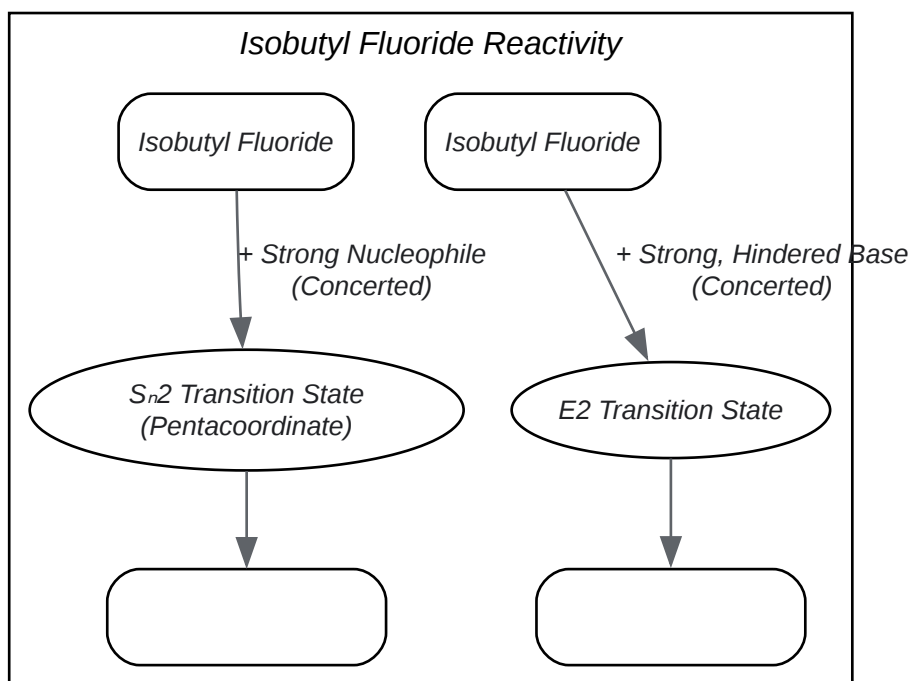 Isobutyl Fluoride Reactivity
Isobutyl Fluoride
Isobutyl Fluoride
+ Strong Nucleophile
(Concerted)
+ Strong, Hindered Base
(Concerted)
Sₙ2 Transition State
(Pentacoordinate)
E2 Transition State